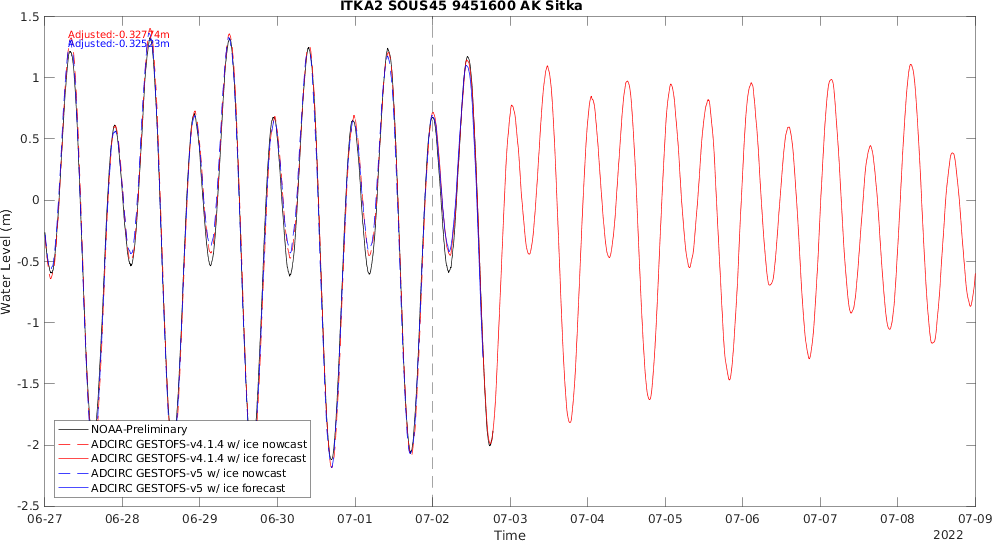 ITKA2 SOUS45 9451600 AK Sitka
Adjusted:-0.32774m
Adjusted:-0.32523m
1.5
1
0.5
0
-0.5
-1
-1.5
-2
-2.5
Water Level (m)
NOAA-Preliminary
ADCIRC GESTOFS-v4.1.4 w/ ice nowcast
ADCIRC GESTOFS-v4.1.4 w/ ice forecast
ADCIRC GESTOFS-v5 w/ ice nowcast
ADCIRC GESTOFS-v5 w/ ice forecast
06-27 06-28 06-29 06-30 07-01 07-02 07-03 07-04 07-05 07-06 07-07 07-08 07-09
Time
2022